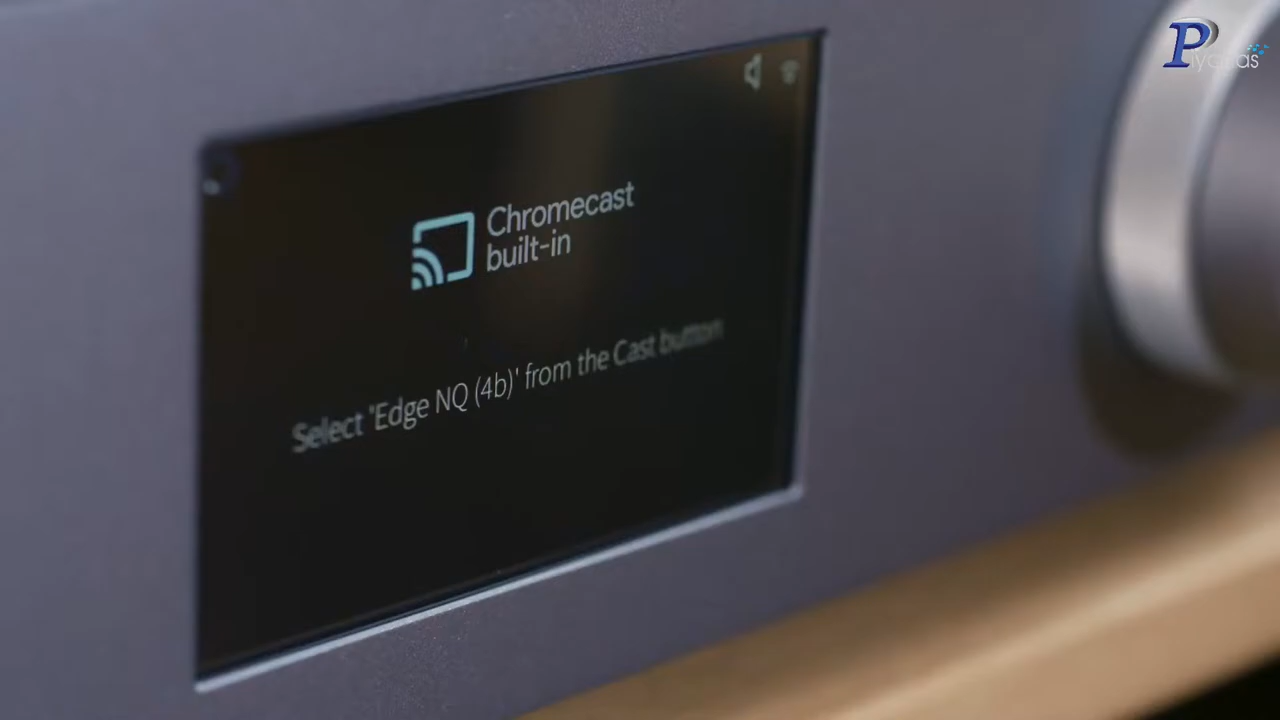 Chromecast
built-in
Select 'Edge NQ (4b)' from the Cast button